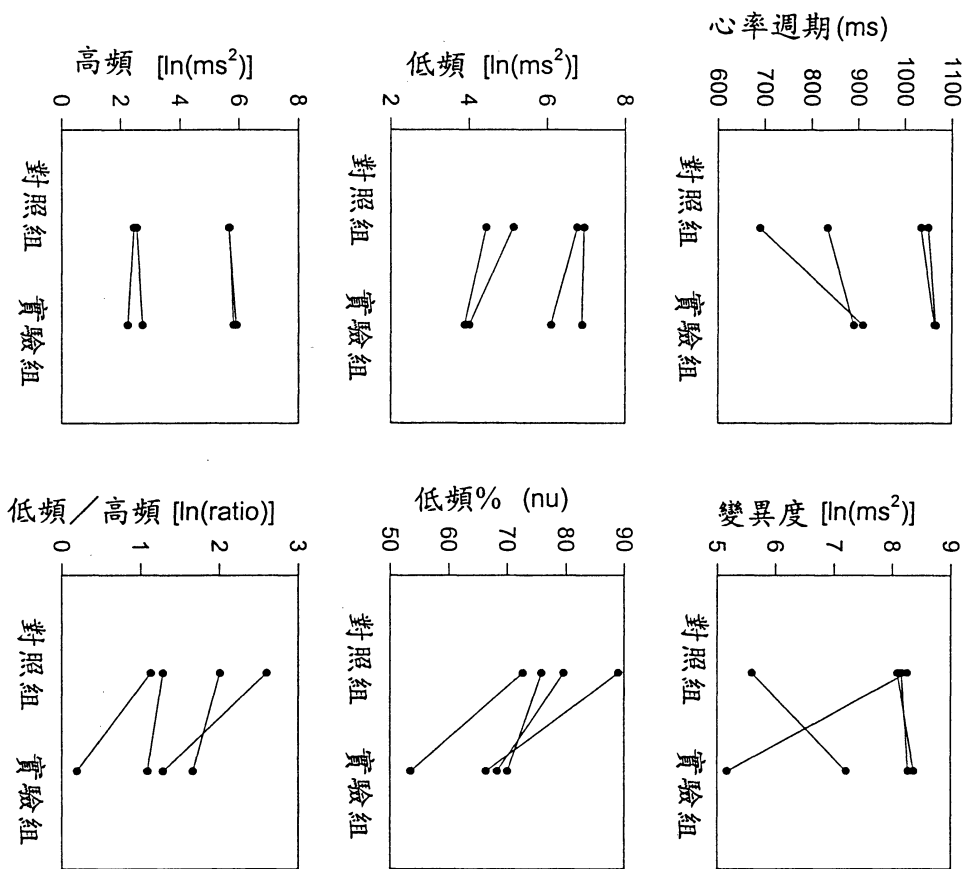 高頻 [ln(ms²)]
0 2 4 6 8
對照組
實驗組
低頻 [ln(ms²)]
2 4 6 8
對照組
實驗組
心率週期(ms)
600 700 800 900 1000 1100
對照組
實驗組
低頻／高頻 [ln(ratio)]
0 1 2 3
對照組
實驗組
低頻% (nu)
50 60 70 80 90
對照組
實驗組
變異度 [ln(ms²)]
5 6 7 8 9
對照組
實驗組